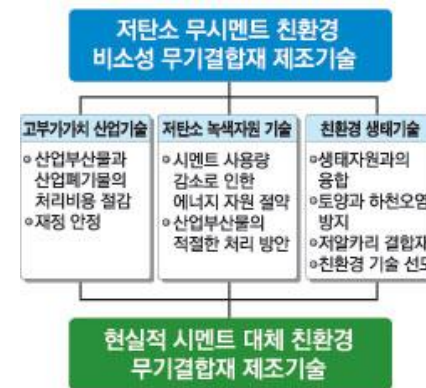 저탄소 무시멘트 친환경
비소성 무기결합재 제조기술
고부가가치 산업기술
산업부산물과
산업폐기물의
처리비용 절감
재정 안정
저탄소 녹색자원 기술
시멘트 사용량
감소로 인한
에너지 자원 절약
산업부산물의
적절한 처리 방안
친환경 생태기술
생태자원과의
융합
토양과 하천오염
방지
저알카리 결합재
친환경 기술 선도
현실적 시멘트 대체 친환경
무기결합재 제조기술